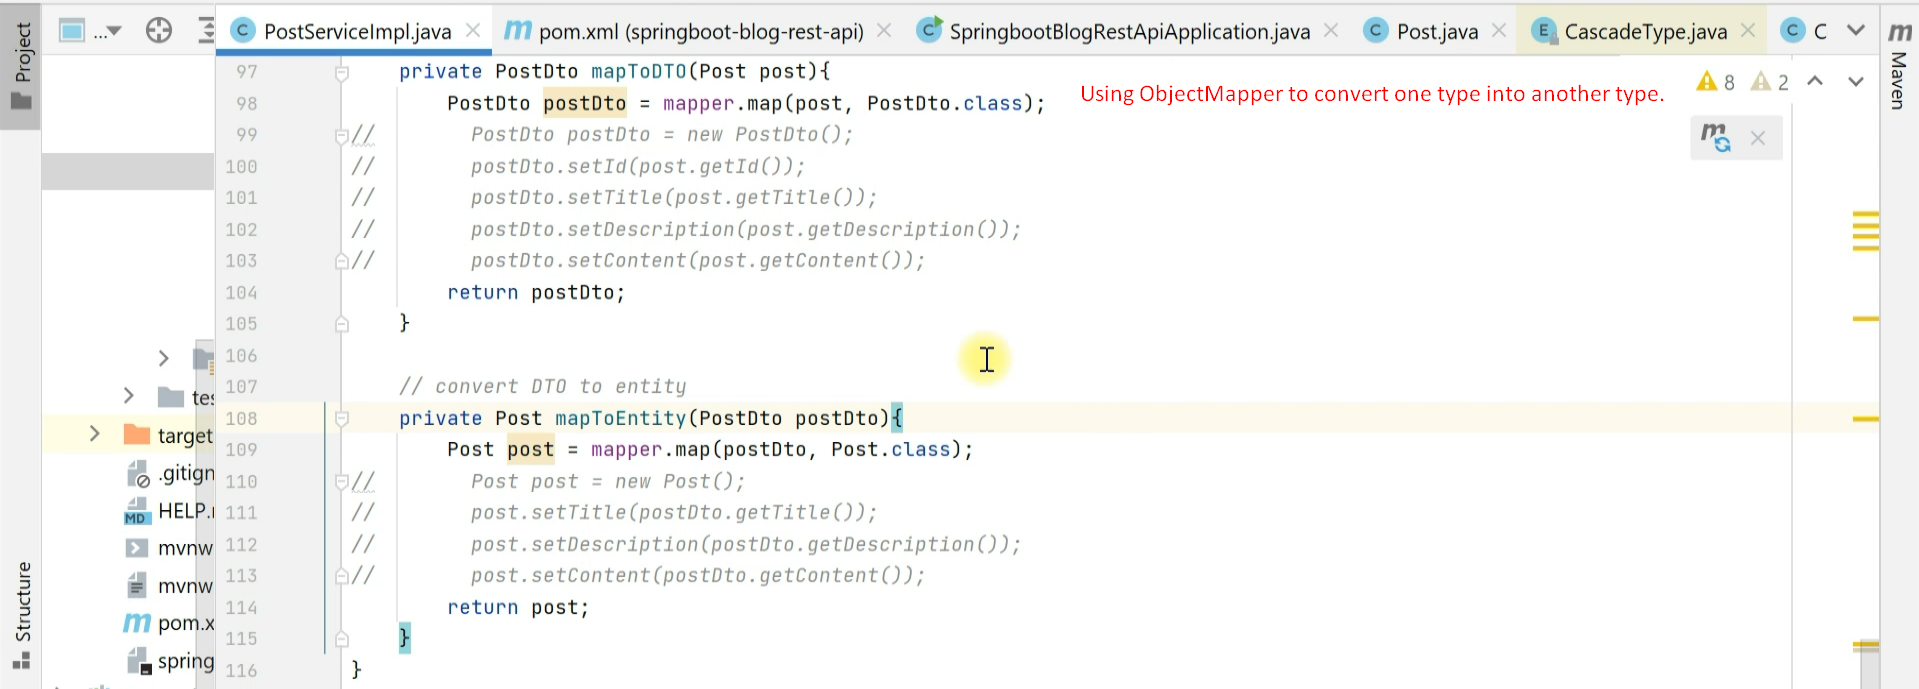 Project
...
PostServiceImpl.java
pom.xml (springboot-blog-rest-api)
SpringbootBlogRestApiApplication.java
Post.java
CascadeType.java
C
Maven
97 private PostDto mapToDTO(Post post){
Using ObjectMapper to convert one type into another type.
8 2
98 PostDto postDto = mapper.map(post, PostDto.class);
99 // PostDto postDto = new PostDto();
100 // postDto.setId(post.getId());
101 // postDto.setTitle(post.getTitle());
102 // postDto.setDescription(post.getDescription());
103 // postDto.setContent(post.getContent());
104 return postDto;
105 }
106
107 // convert DTO to entity
108 private Post mapToEntity(PostDto postDto){
109 Post post = mapper.map(postDto, Post.class);
110 // Post post = new Post();
111 // post.setTitle(postDto.getTitle());
112 // post.setDescription(postDto.getDescription());
113 // post.setContent(postDto.getContent());
114 return post;
115 }
116 }
tes
target
.gitign
HELP.
mvnw
mvnw
pom.x
spring
Structure